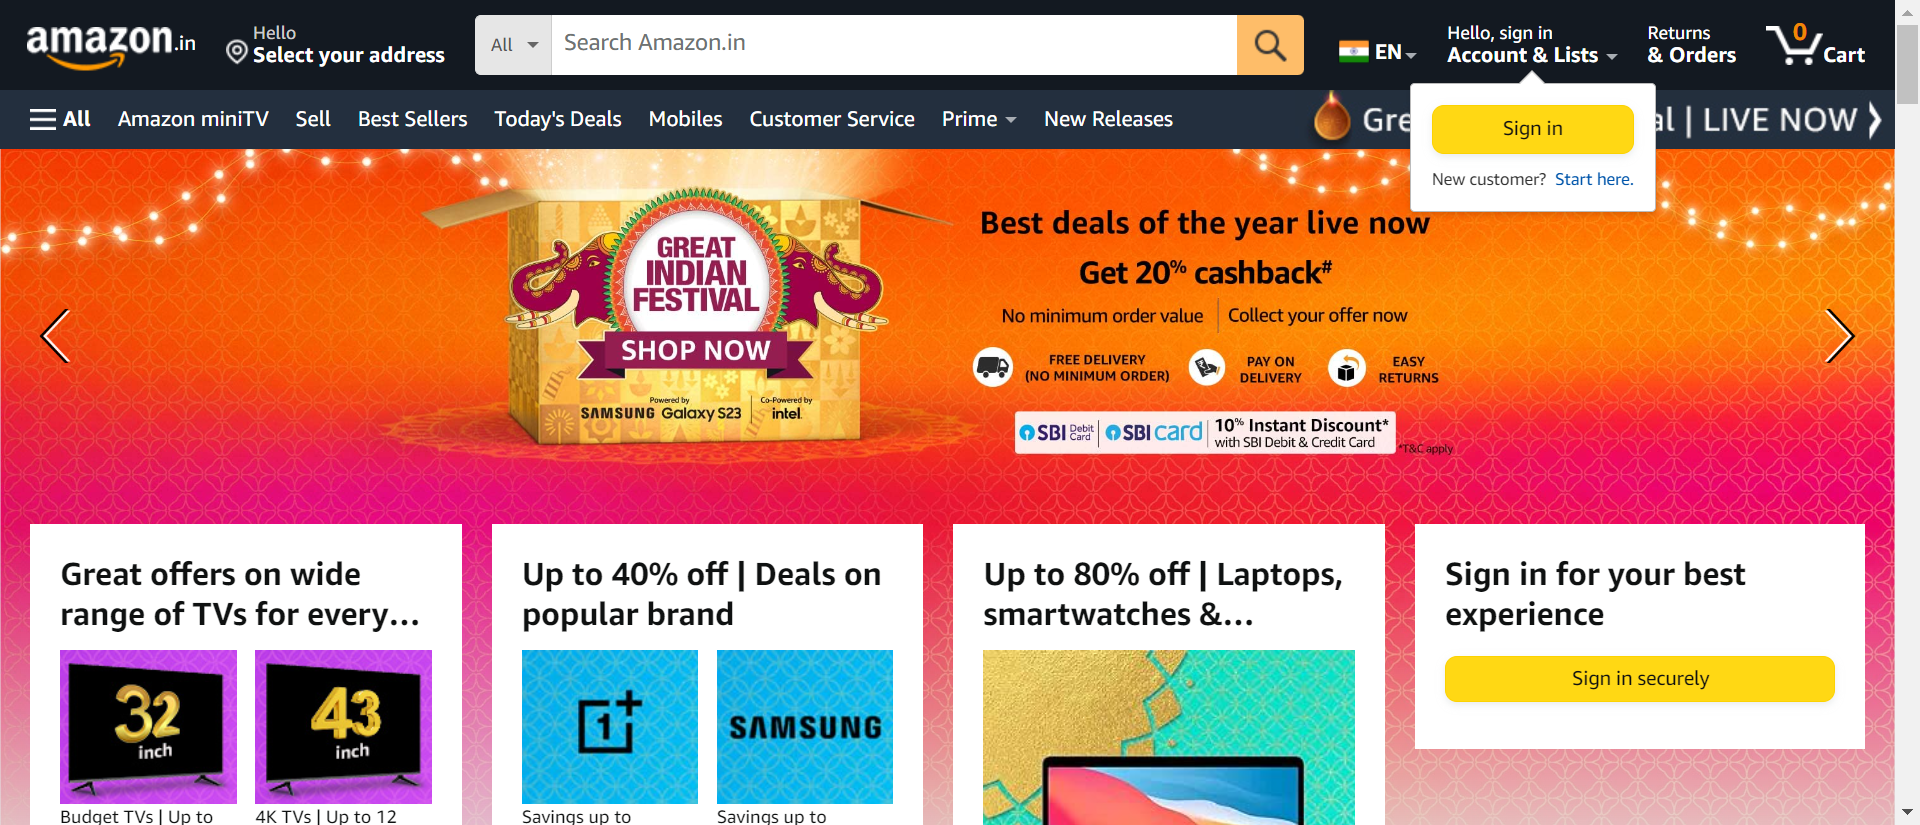 amazon.in
Hello
Select your address
All
Search Amazon.in
EN
Hello, sign in
Account & Lists
Returns
& Orders
0
Cart
All
Amazon miniTV
Sell
Best Sellers
Today's Deals
Mobiles
Customer Service
Prime
New Releases
LIVE NOW
Sign in
New customer? Start here.
GREAT
INDIAN
FESTIVAL
SHOP NOW
Powered by
SAMSUNG Galaxy S23
Co-Powered by
intel
Best deals of the year live now
Get 20% cashback#
No minimum order value | Collect your offer now
FREE DELIVERY
(NO MINIMUM ORDER)
PAY ON
DELIVERY
EASY
RETURNS
SBI Debit Card | SBI card | 10% Instant Discount*
with SBI Debit & Credit Card
*T&C apply
Great offers on wide
range of TVs for every...
32
inch
43
inch
Budget TVs | Up to
4K TVs | Up to 12
Up to 40% off | Deals on
popular brand
1+
SAMSUNG
Savings up to
Savings up to
Up to 80% off | Laptops,
smartwatches &...
Sign in for your best
experience
Sign in securely